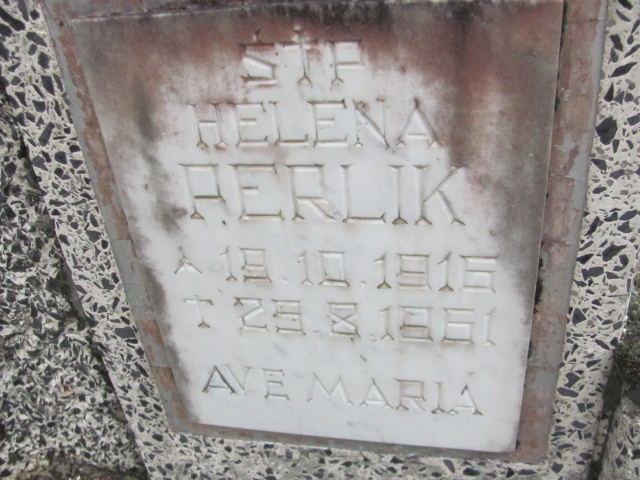 S † P
HELENA
PERLIK
⋆ 19.10.1915
† 29.8.1961
AVE MARIA